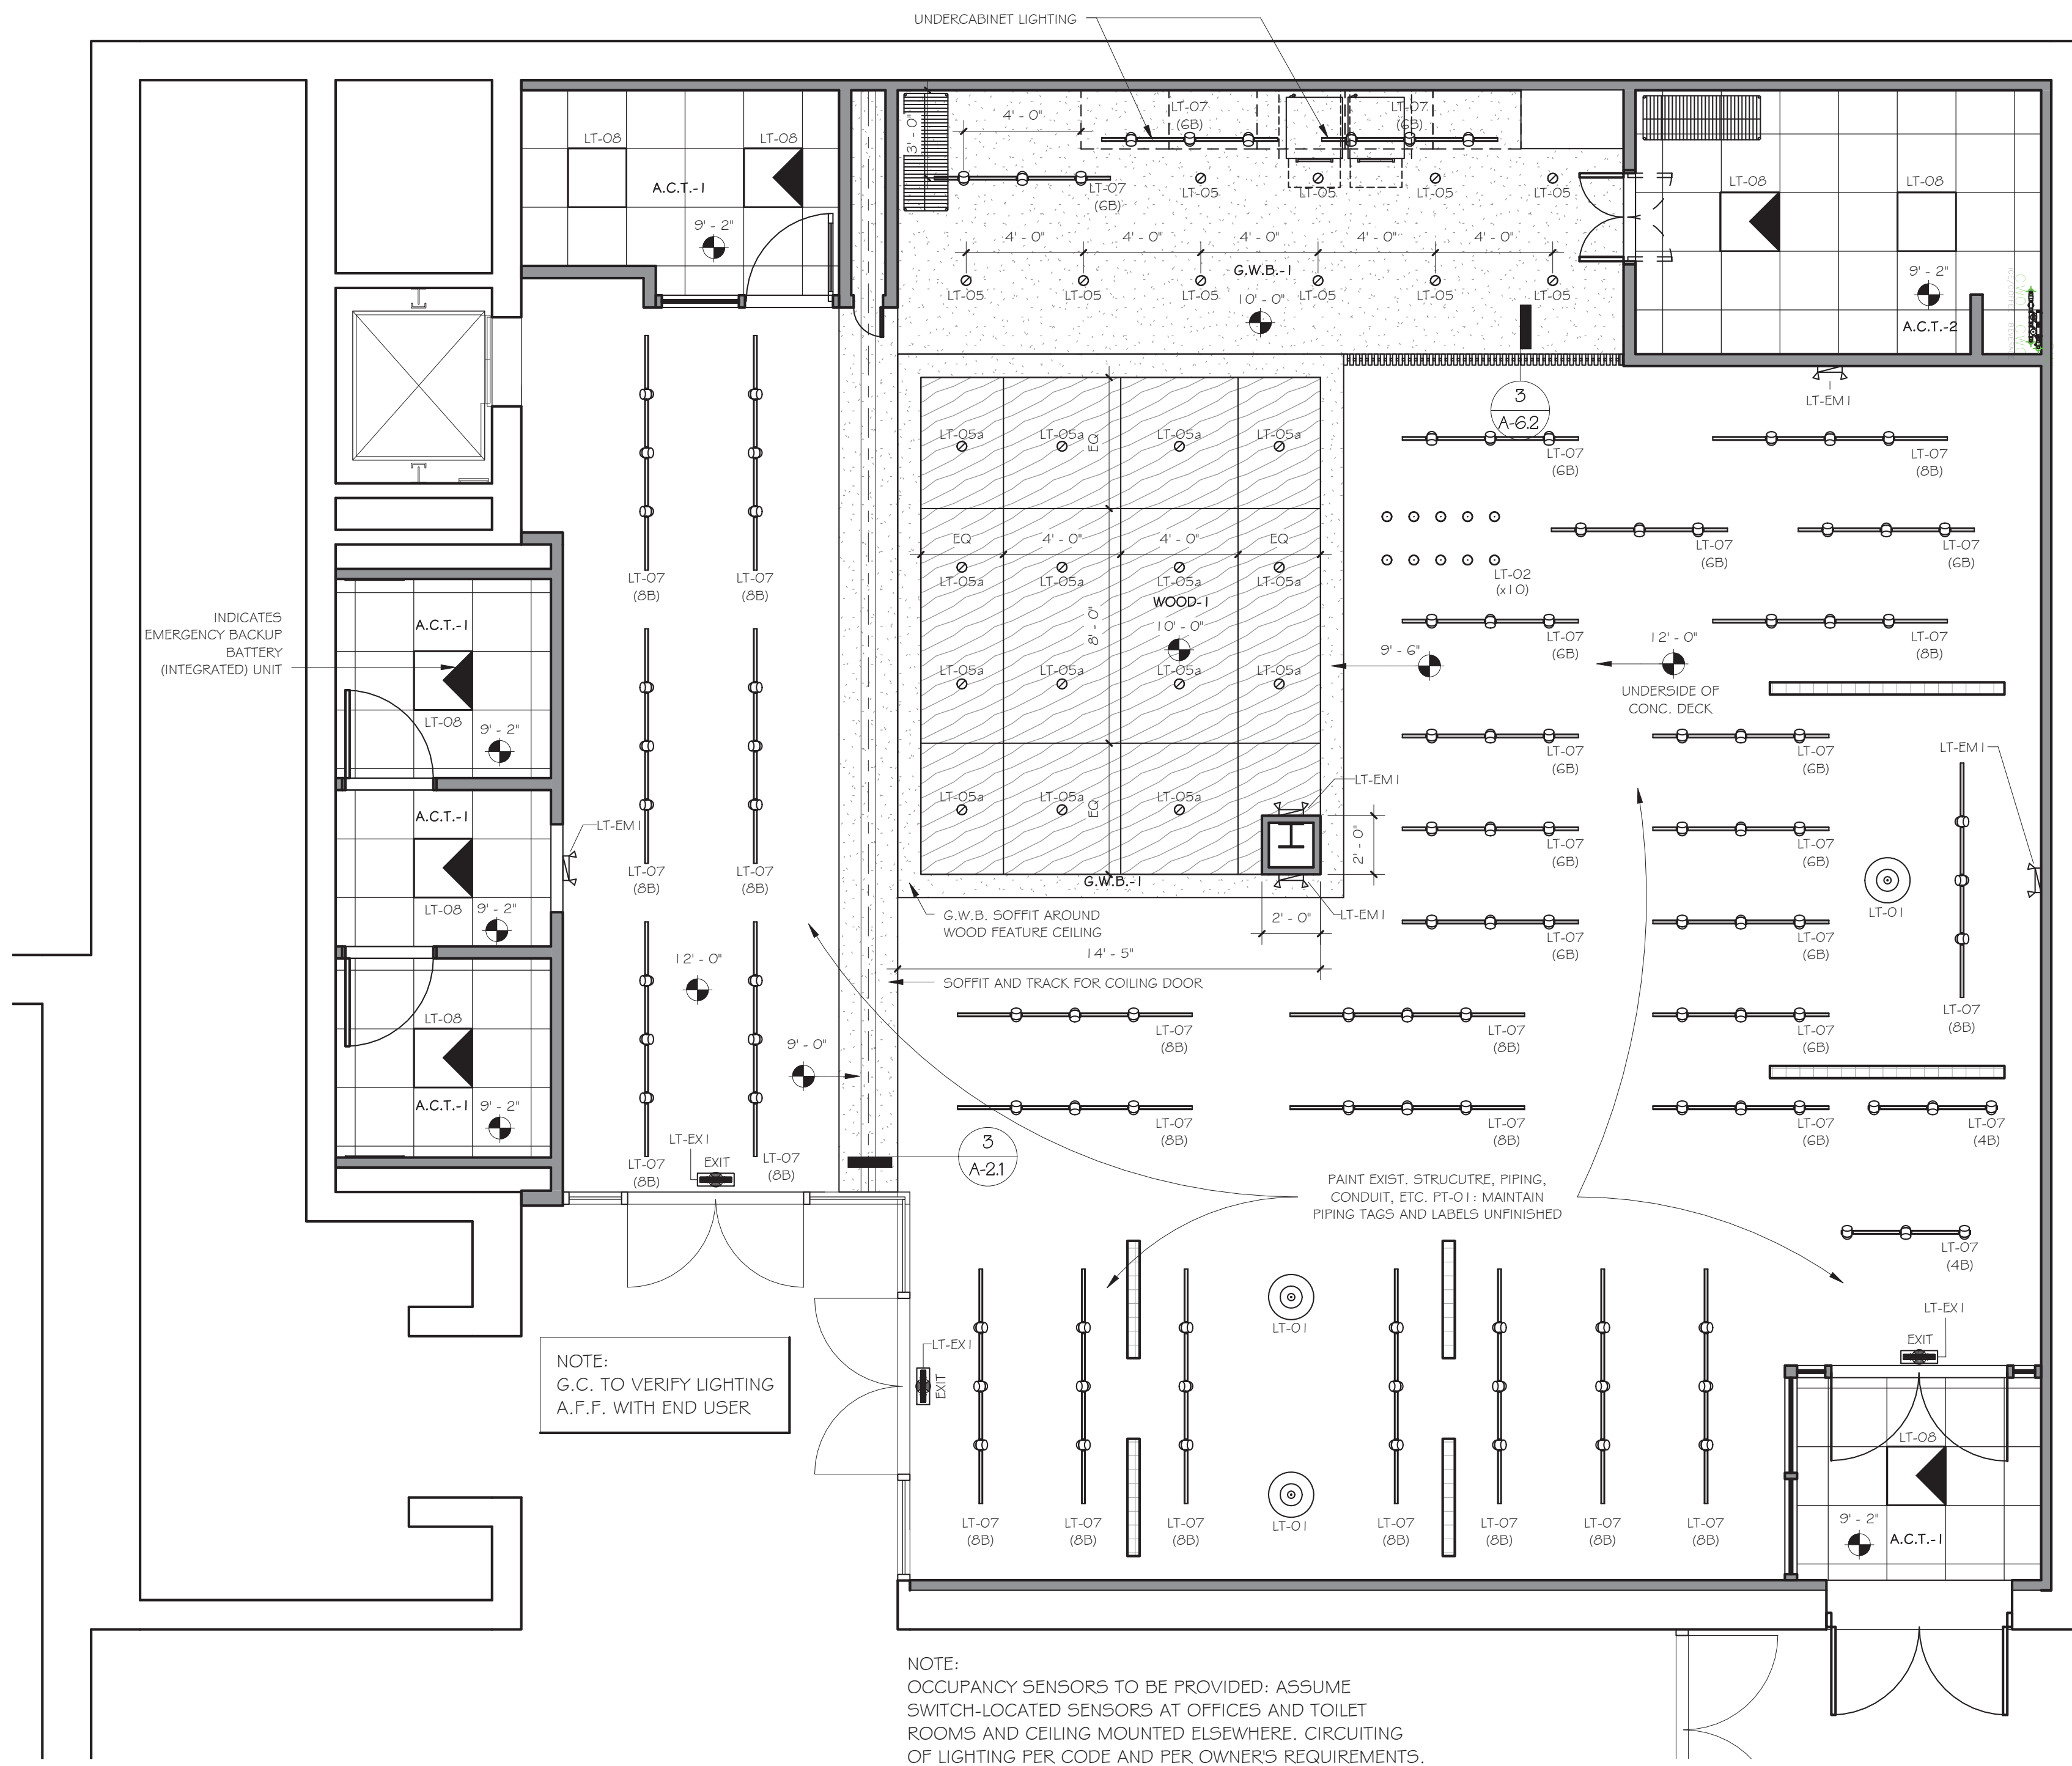 UNDERCABINET LIGHTING
LT-08
LT-08
A.C.T.-1
9' - 2"
3' - 0"
4' - 0"
LT-07
(6B)
LT-07
(6B)
LT-07
(6B)
LT-05
LT-05
LT-05
LT-05
4' - 0"
4' - 0"
4' - 0"
4' - 0"
4' - 0"
G.W.B.-1
LT-05
LT-05
LT-05
LT-05
LT-05
LT-05
10' - 0"
LT-08
LT-08
9' - 2"
A.C.T.-2
LT-EM1
3
A-6.2
LT-05a
LT-05a
LT-05a
LT-05a
EQ
LT-07
(6B)
LT-07
(8B)
EQ
4' - 0"
4' - 0"
EQ
LT-05a
LT-05a
LT-05a
LT-05a
LT-02
(x10)
LT-07
(6B)
LT-07
(6B)
LT-07
(8B)
LT-07
(8B)
INDICATES
EMERGENCY BACKUP
BATTERY
(INTEGRATED) UNIT
A.C.T.-1
LT-08
9' - 2"
WOOD-1
10' - 0"
8' - 0"
LT-05a
LT-05a
LT-05a
LT-05a
9' - 6"
LT-07
(6B)
12' - 0"
UNDERSIDE OF
CONC. DECK
LT-07
(8B)
LT-07
(6B)
LT-07
(6B)
LT-EM1
LT-05a
LT-05a
LT-05a
EQ
LT-EM1
2' - 0"
A.C.T.-1
LT-08
9' - 2"
LT-EM1
LT-07
(8B)
LT-07
(8B)
LT-07
(6B)
LT-07
(6B)
LT-01
G.W.B.-1
G.W.B. SOFFIT AROUND
WOOD FEATURE CEILING
2' - 0"
LT-EM1
14' - 5"
LT-07
(6B)
LT-07
(6B)
SOFFIT AND TRACK FOR COILING DOOR
12' - 0"
LT-08
A.C.T.-1
9' - 2"
9' - 0"
LT-07
(8B)
LT-07
(8B)
LT-07
(6B)
LT-07
(8B)
LT-07
(8B)
LT-07
(8B)
LT-07
(6B)
LT-07
(4B)
LT-EX1
EXIT
LT-07
(8B)
LT-07
(8B)
3
A-2.1
PAINT EXIST. STRUCUTRE, PIPING,
CONDUIT, ETC. PT-01: MAINTAIN
PIPING TAGS AND LABELS UNFINISHED
LT-07
(4B)
LT-EX1
EXIT
NOTE:
G.C. TO VERIFY LIGHTING
A.F.F. WITH END USER
LT-EX1
EXIT
LT-01
LT-01
LT-08
9' - 2"
A.C.T.-1
LT-07
(8B)
LT-07
(8B)
LT-07
(8B)
LT-07
(8B)
LT-07
(8B)
LT-07
(8B)
LT-07
(8B)
NOTE:
OCCUPANCY SENSORS TO BE PROVIDED: ASSUME
SWITCH-LOCATED SENSORS AT OFFICES AND TOILET
ROOMS AND CEILING MOUNTED ELSEWHERE. CIRCUITING
OF LIGHTING PER CODE AND PER OWNER'S REQUIREMENTS.